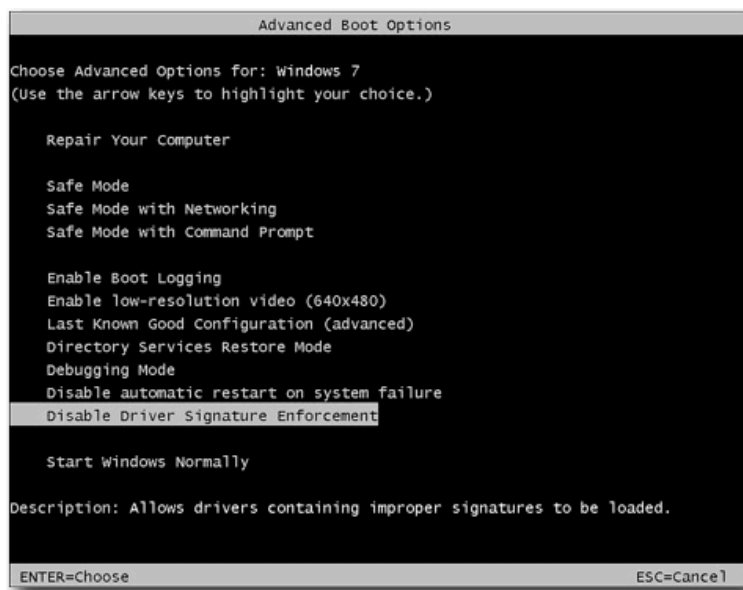 Advanced Boot Options
Choose Advanced Options for: Windows 7
(Use the arrow keys to highlight your choice.)
Repair Your Computer
Safe Mode
Safe Mode with Networking
Safe Mode with Command Prompt
Enable Boot Logging
Enable low-resolution video (640x480)
Last Known Good Configuration (advanced)
Directory Services Restore Mode
Debugging Mode
Disable automatic restart on system failure
Disable Driver Signature Enforcement
Start Windows Normally
Description: Allows drivers containing improper signatures to be loaded.
ENTER=Choose ESC=Cancel